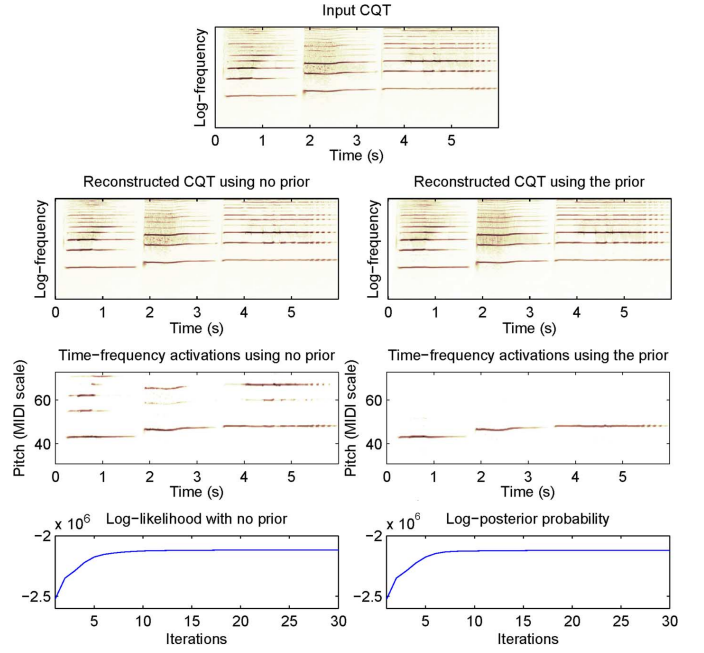 Input CQT
Log−frequency
0 1 2 3 4 5
Time (s)
Reconstructed CQT using no prior
Log−frequency
0 1 2 3 4 5
Time (s)
Reconstructed CQT using the prior
Log−frequency
0 1 2 3 4 5
Time (s)
Time−frequency activations using no prior
Pitch (MIDI scale)
60
40
0 1 2 3 4 5
Time (s)
Time−frequency activations using the prior
Pitch (MIDI scale)
60
40
0 1 2 3 4 5
Time (s)
Log−likelihood with no prior
x 10^6
−2
−2.5
5 10 15 20 25 30
Iterations
Log−posterior probability
x 10^6
−2
−2.5
5 10 15 20 25 30
Iterations